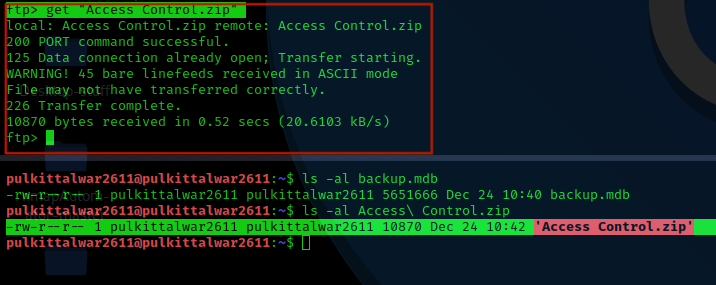 ftp> get "Access Control.zip"
local: Access Control.zip remote: Access Control.zip
200 PORT command successful.
125 Data connection already open; Transfer starting.
WARNING! 45 bare linefeeds received in ASCII mode
File may not have transferred correctly.
226 Transfer complete.
10870 bytes received in 0.52 secs (20.6103 kB/s)
ftp>
pulkittalwar2611@pulkittalwar2611:~$ ls -al backup.mdb
-rw-r--r-- 1 pulkittalwar2611 pulkittalwar2611 5651666 Dec 24 10:40 backup.mdb
pulkittalwar2611@pulkittalwar2611:~$ ls -al Access\ Control.zip
-rw-r--r-- 1 pulkittalwar2611 pulkittalwar2611 10870 Dec 24 10:42 'Access Control.zip'
pulkittalwar2611@pulkittalwar2611:~$